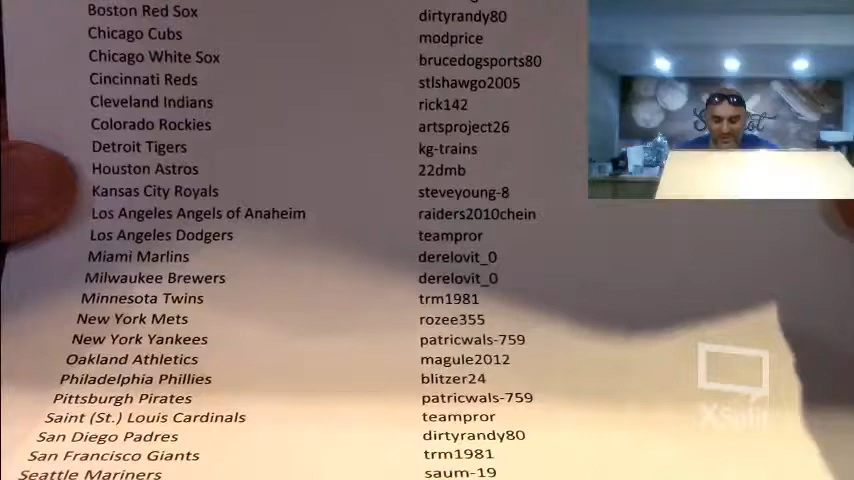 Boston Red Sox dirtyrandy80
Chicago Cubs modprice
Chicago White Sox brucedogsports80
Cincinnati Reds stlshawgo2005
Cleveland Indians rick142
Colorado Rockies artsproject26
Detroit Tigers kg-trains
Houston Astros 22dmb
Kansas City Royals steveyoung-8
Los Angeles Angels of Anaheim raiders2010chein
Los Angeles Dodgers teampror
Miami Marlins derelovit_0
Milwaukee Brewers derelovit_0
Minnesota Twins trm1981
New York Mets rozee355
New York Yankees patricwals-759
Oakland Athletics magule2012
Philadelphia Phillies blitzer24
Pittsburgh Pirates patricwals-759
Saint (St.) Louis Cardinals teampror
San Diego Padres dirtyrandy80
San Francisco Giants trm1981
Seattle Mariners saum-19
XSplit